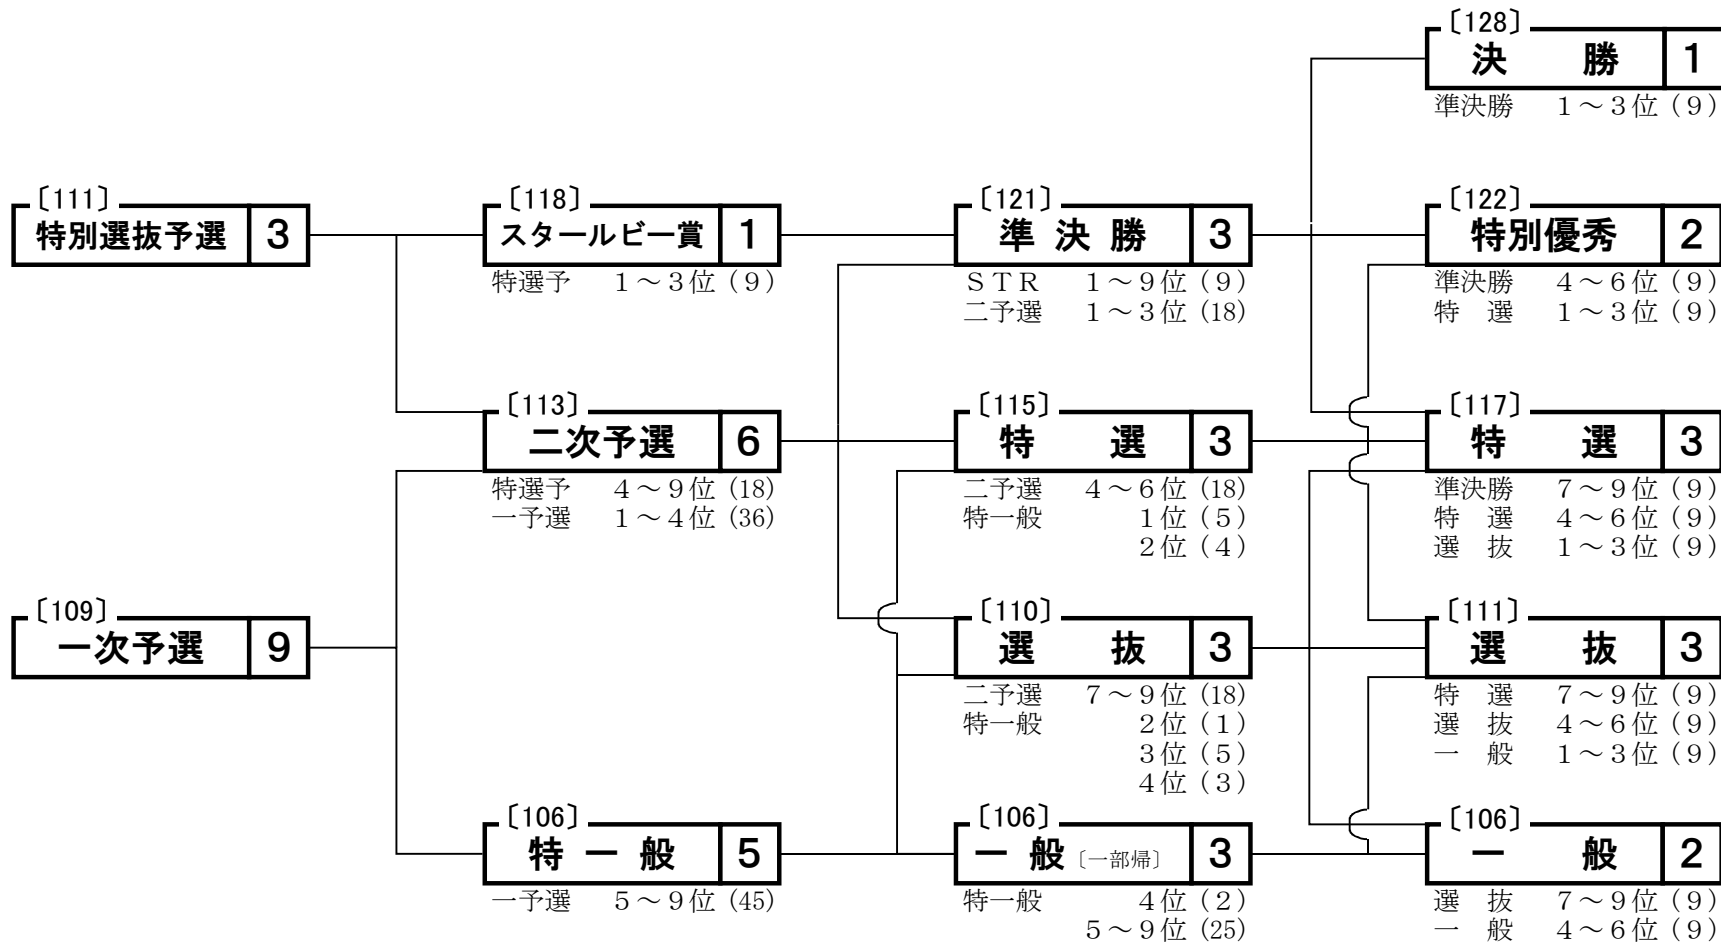 〔111〕
特別選抜予選 3
〔109〕
一次予選 9
〔118〕
スタールビー賞 1
特選予 1～3位 (9)
〔113〕
二次予選 6
特選予 4～9位 (18)
一予選 1～4位 (36)
〔106〕
特一般 5
一予選 5～9位 (45)
〔121〕
準決勝 3
STR 1～9位 (9)
二予選 1～3位 (18)
〔115〕
特選 3
二予選 4～6位 (18)
特一般 1位 (5)
2位 (4)
〔110〕
選抜 3
二予選 7～9位 (18)
特一般 2位 (1)
3位 (5)
4位 (3)
〔106〕
一般〔一部帰〕 3
特一般 4位 (2)
5～9位 (25)
〔128〕
決勝 1
準決勝 1～3位 (9)
〔122〕
特別優秀 2
準決勝 4～6位 (9)
特選 1～3位 (9)
〔117〕
特選 3
準決勝 7～9位 (9)
特選 4～6位 (9)
選抜 1～3位 (9)
〔111〕
選抜 3
特選 7～9位 (9)
選抜 4～6位 (9)
一般 1～3位 (9)
〔106〕
一般 2
選抜 7～9位 (9)
一般 4～6位 (9)